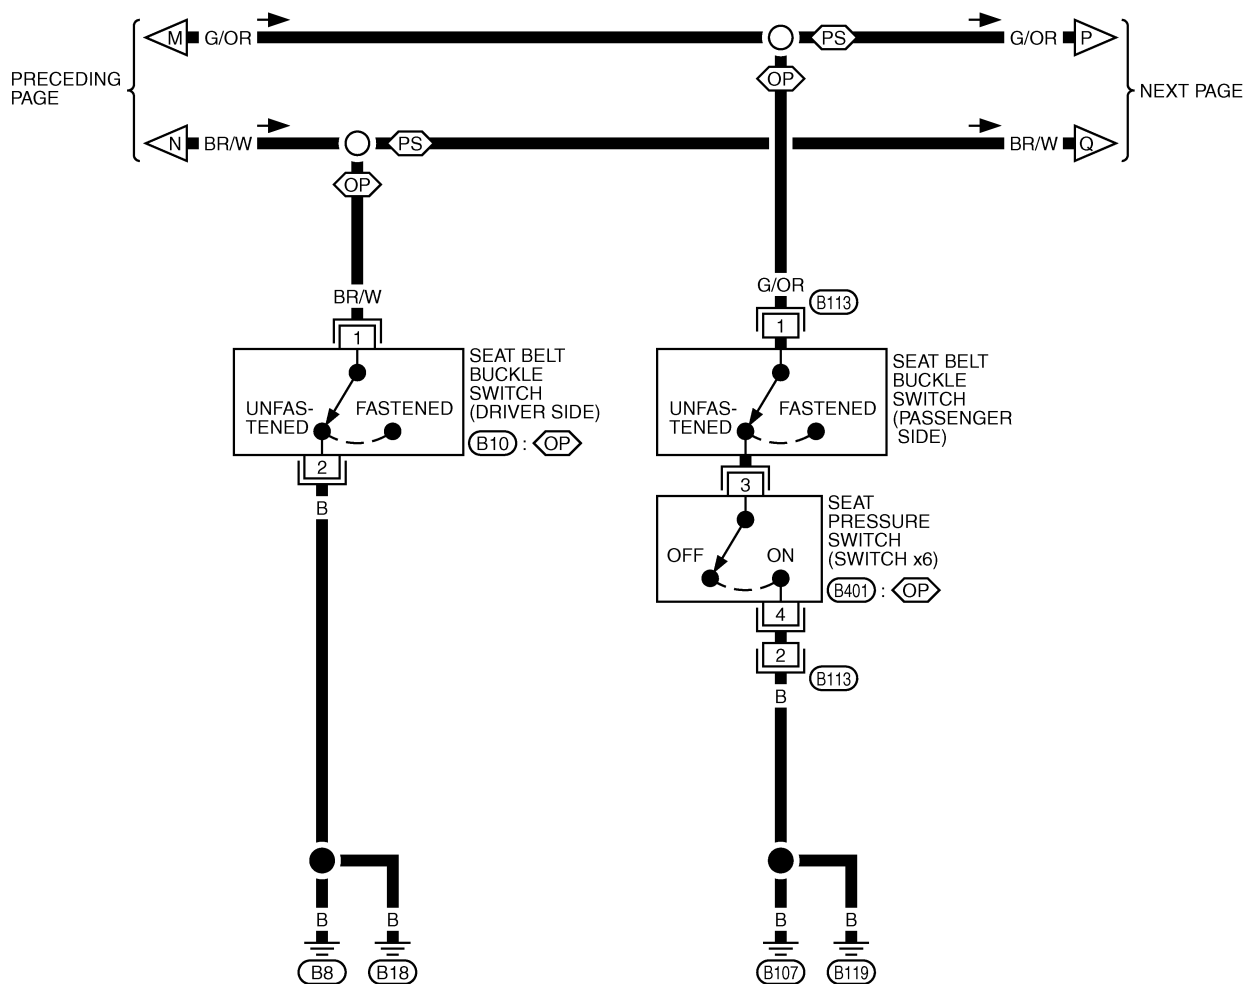 M G/OR PS G/OR P
OP
PRECEDING
PAGE
NEXT PAGE
N BR/W PS BR/W Q
OP
BR/W
G/OR
B113
1
1
SEAT BELT
BUCKLE
SWITCH
(DRIVER SIDE)
UNFAS-
TENED
FASTENED
B10 : OP
2
B
SEAT BELT
BUCKLE
SWITCH
(PASSENGER
SIDE)
UNFAS-
TENED
FASTENED
3
SEAT
PRESSURE
SWITCH
(SWITCH x6)
OFF ON
B401 : OP
4
2
B113
B
B B B B
B8 B18 B107 B119